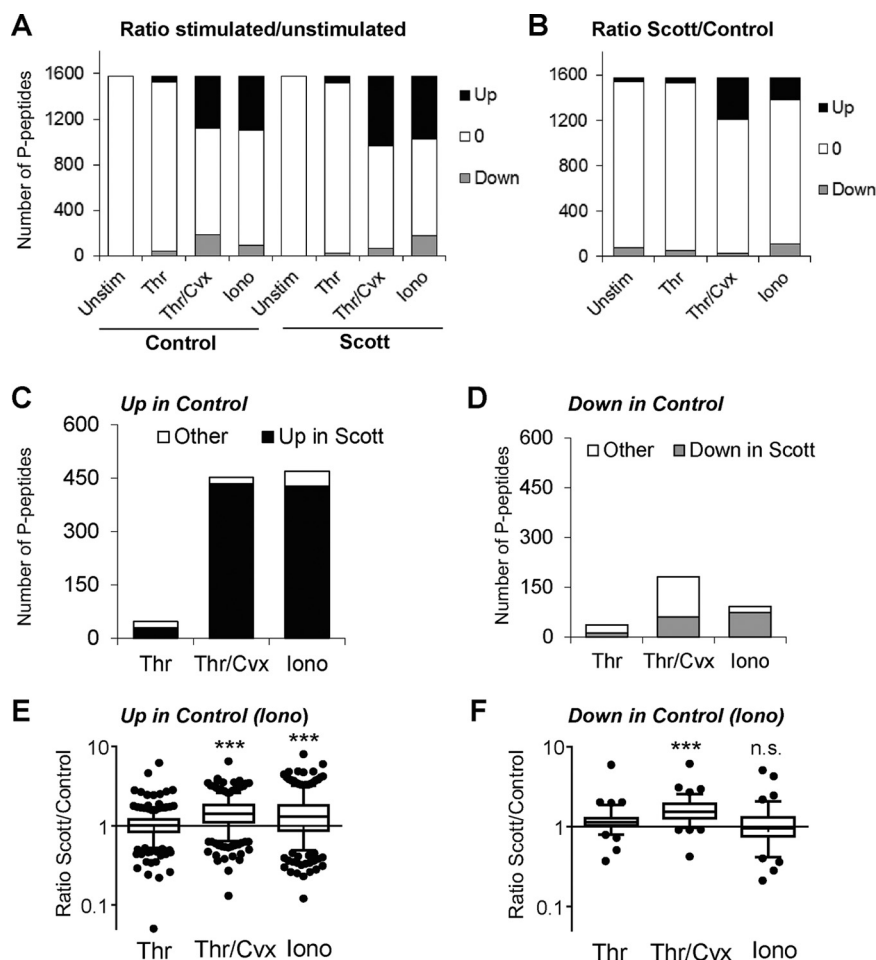 A
Ratio stimulated/unstimulated
Number of P-peptides
1600
1200
800
400
0
Up
0
Down
Unstim
Thr
Thr/Cvx
Iono
Unstim
Thr
Thr/Cvx
Iono
Control
Scott
B
Ratio Scott/Control
1600
1200
800
400
0
Up
0
Down
Unstim
Thr
Thr/Cvx
Iono
C
Up in Control
Other
Up in Scott
Number of P-peptides
600
450
300
150
0
Thr
Thr/Cvx
Iono
D
Down in Control
Other
Down in Scott
Number of P-peptides
600
450
300
150
0
Thr
Thr/Cvx
Iono
E
Up in Control (Iono)
Ratio Scott/Control
10
1
0.1
***
***
Thr
Thr/Cvx
Iono
F
Down in Control (Iono)
Ratio Scott/Control
10
1
0.1
***
n.s.
Thr
Thr/Cvx
Iono